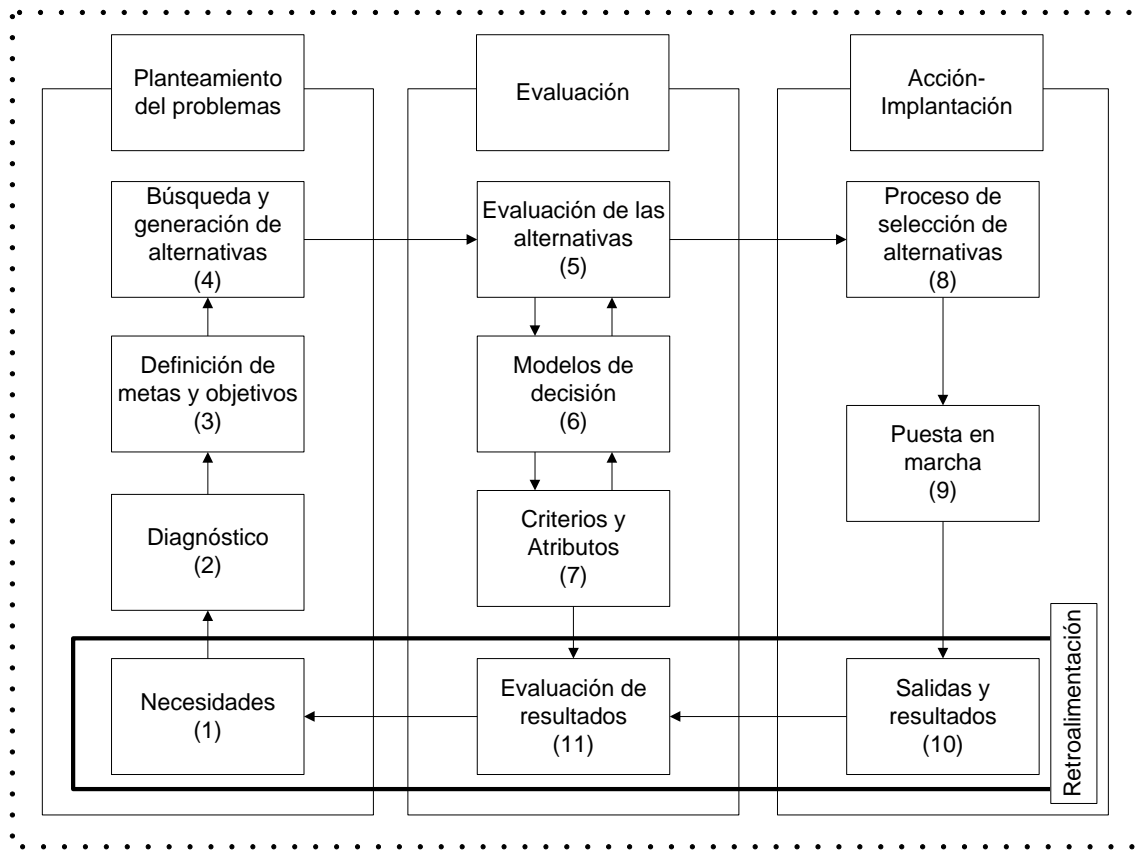 Planteamiento
del problemas
Evaluación
Acción-
Implantación
Búsqueda y
generación de
alternativas
(4)
Evaluación de las
alternativas
(5)
Proceso de
selección de
alternativas
(8)
Definición de
metas y objetivos
(3)
Modelos de
decisión
(6)
Puesta en
marcha
(9)
Diagnóstico
(2)
Criterios y
Atributos
(7)
Necesidades
(1)
Evaluación de
resultados
(11)
Salidas y
resultados
(10)
Retroalimentación